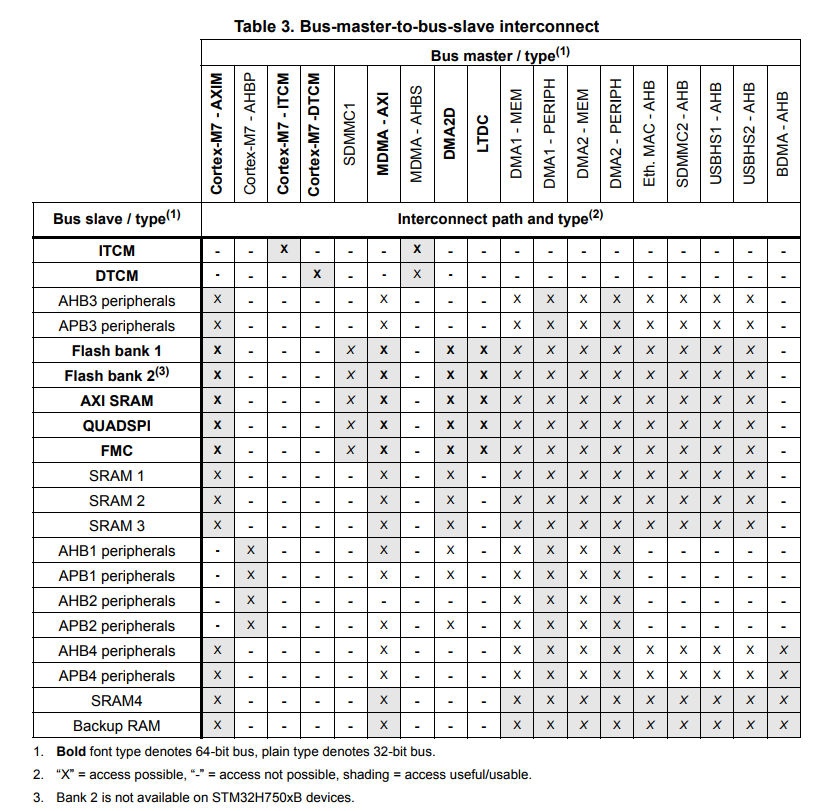 Table 3. Bus-master-to-bus-slave interconnect
Bus master / type(1)
Cortex-M7 - AXIM
Cortex-M7 - AHBP
Cortex-M7 - ITCM
Cortex-M7 -DTCM
SDMMC1
MDMA - AXI
MDMA - AHBS
DMA2D
LTDC
DMA1 - MEM
DMA1 - PERIPH
DMA2 - MEM
DMA2 - PERIPH
Eth. MAC - AHB
SDMMC2 - AHB
USBHS1 - AHB
USBHS2 - AHB
BDMA - AHB
Bus slave / type(1) Interconnect path and type(2)
ITCM - - X - - - X - - - - - - - - - - -
DTCM - - - X - - X - - - - - - - - - - -
AHB3 peripherals X - - - - X - - - X X X X X X X X -
APB3 peripherals X - - - - X - - - X X X X X X X X -
Flash bank 1 X - - - X X - X X X X X X X X X X -
Flash bank 2(3) X - - - X X - X X X X X X X X X X -
AXI SRAM X - - - X X - X X X X X X X X X X -
QUADSPI X - - - X X - X X X X X X X X X X -
FMC X - - - X X - X X X X X X X X X X -
SRAM 1 X - - - - X - X - X X X X X X X X -
SRAM 2 X - - - - X - X - X X X X X X X X -
SRAM 3 X - - - - X - X - X X X X X X X X -
AHB1 peripherals - X - - - X - X - X X X X - - - - -
APB1 peripherals - X - - - X - X - X X X X - - - - -
AHB2 peripherals - X - - - - - - - X X X X - - - - -
APB2 peripherals - X - - - X - X - X X X X - - - - -
AHB4 peripherals X - - - - X - - - X X X X X X X X X
APB4 peripherals X - - - - X - - - X X X X X X X X X
SRAM4 X - - - - X - - - X X X X X X X X X
Backup RAM X - - - - X - - - X X X X X X X X X
1. Bold font type denotes 64-bit bus, plain type denotes 32-bit bus.
2. “X” = access possible, “-” = access not possible, shading = access useful/usable.
3. Bank 2 is not available on STM32H750xB devices.